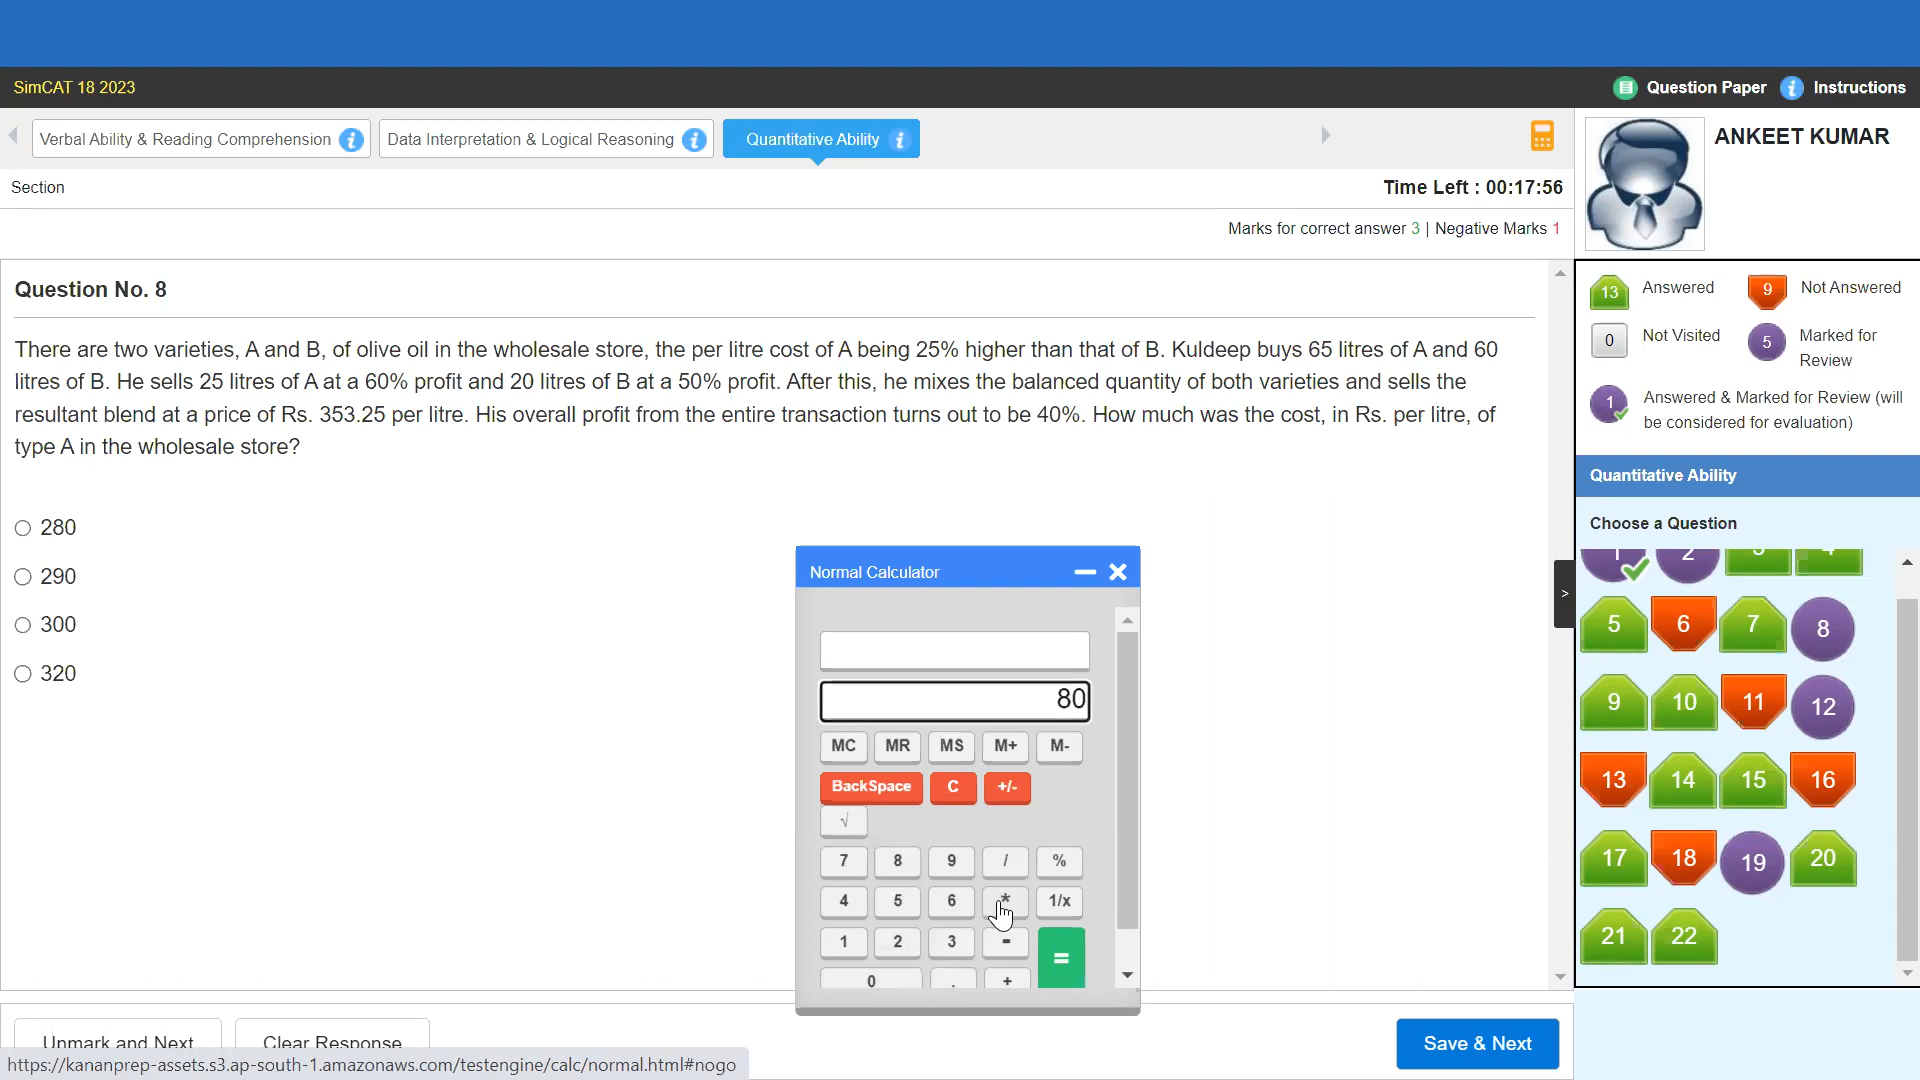 SimCAT 18 2023
Question Paper
Instructions
Verbal Ability & Reading Comprehension
Data Interpretation & Logical Reasoning
Quantitative Ability
ANKEET KUMAR
Section
Time Left : 00:17:56
Marks for correct answer 3 | Negative Marks 1
Question No. 8
There are two varieties, A and B, of olive oil in the wholesale store, the per litre cost of A being 25% higher than that of B. Kuldeep buys 65 litres of A and 60
litres of B. He sells 25 litres of A at a 60% profit and 20 litres of B at a 50% profit. After this, he mixes the balanced quantity of both varieties and sells the
resultant blend at a price of Rs. 353.25 per litre. His overall profit from the entire transaction turns out to be 40%. How much was the cost, in Rs. per litre, of
type A in the wholesale store?
280
290
300
320
Normal Calculator
80
MC MR MS M+ M-
BackSpace C +/-
√
7 8 9 / %
4 5 6 * 1/x
1 2 3 - =
0 . +
13 Answered 9 Not Answered
0 Not Visited 5 Marked for
Review
1 Answered & Marked for Review (will
be considered for evaluation)
Quantitative Ability
Choose a Question
1 2 3 4
5 6 7 8
>
9 10 11 12
13 14 15 16
17 18 19 20
21 22
Unmark and Next
Clear Response
Save & Next
https://kananprep-assets.s3.ap-south-1.amazonaws.com/testengine/calc/normal.html#nogo